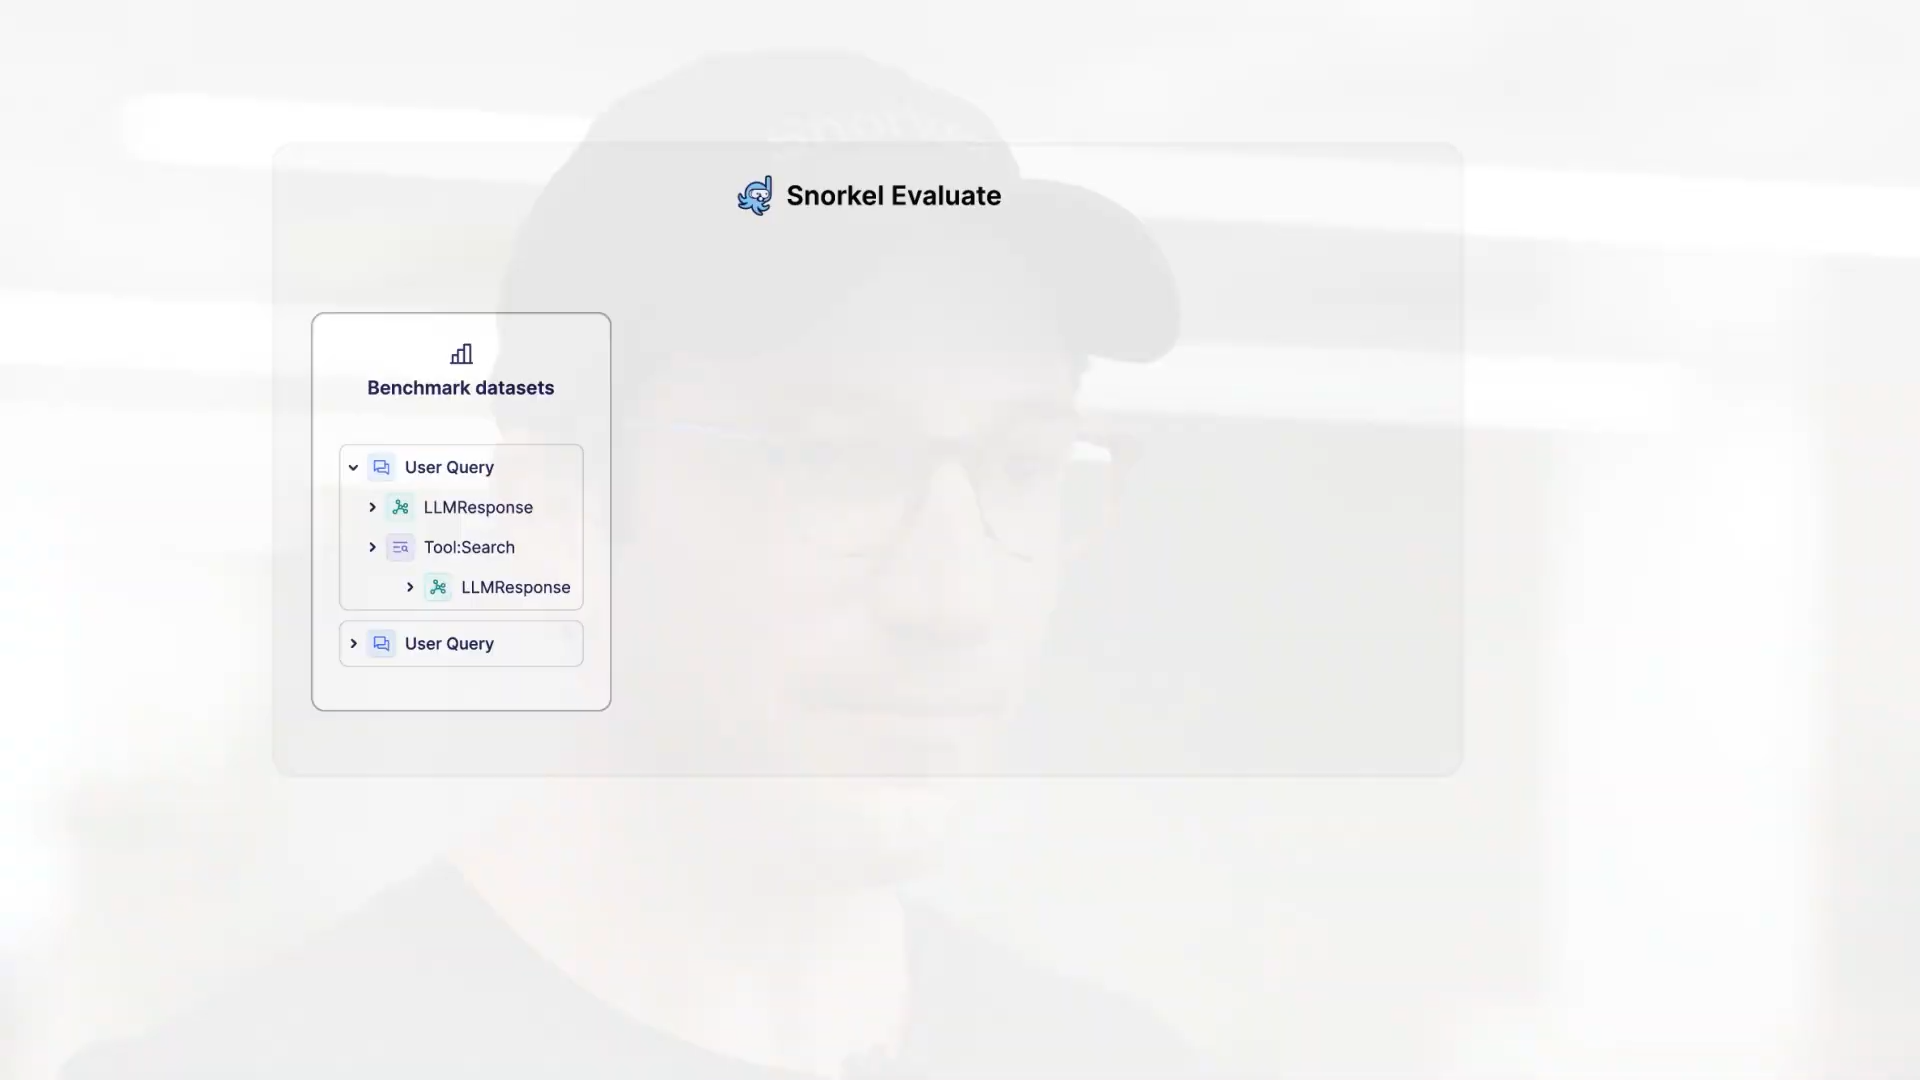 Snorkel Evaluate
Benchmark datasets
User Query
LLMResponse
Tool:Search
LLMResponse
User Query